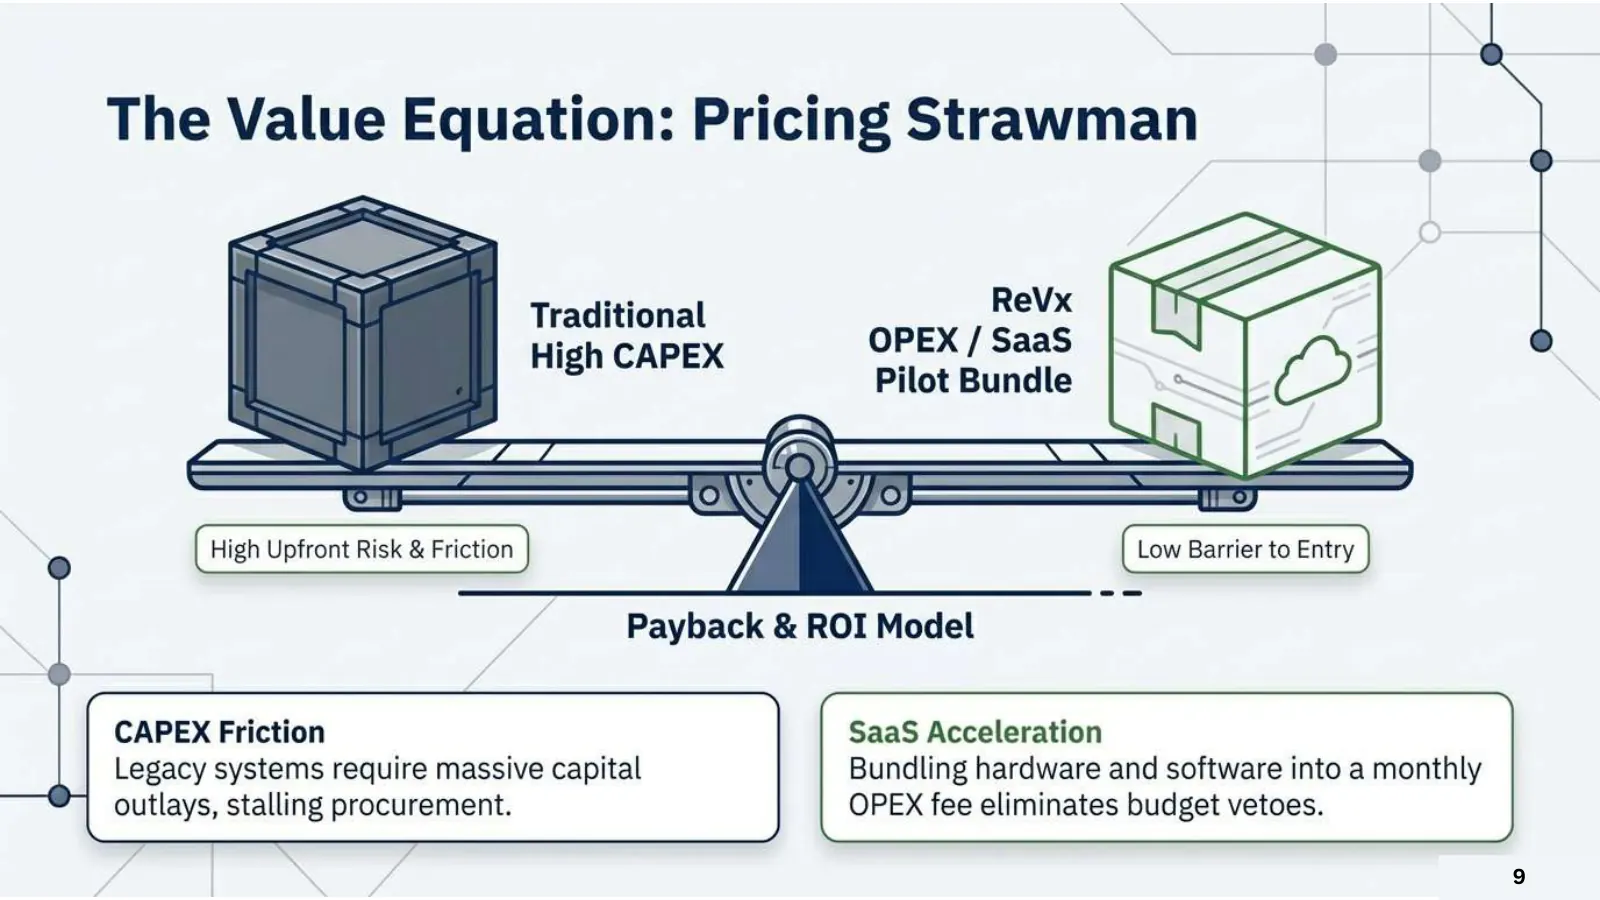 The Value Equation: Pricing Strawman
Traditional
High CAPEX
ReVx
OPEX / SaaS
Pilot Bundle
High Upfront Risk & Friction
Low Barrier to Entry
Payback & ROI Model
CAPEX Friction
Legacy systems require massive capital
outlays, stalling procurement.
SaaS Acceleration
Bundling hardware and software into a monthly
OPEX fee eliminates budget vetoes.
9